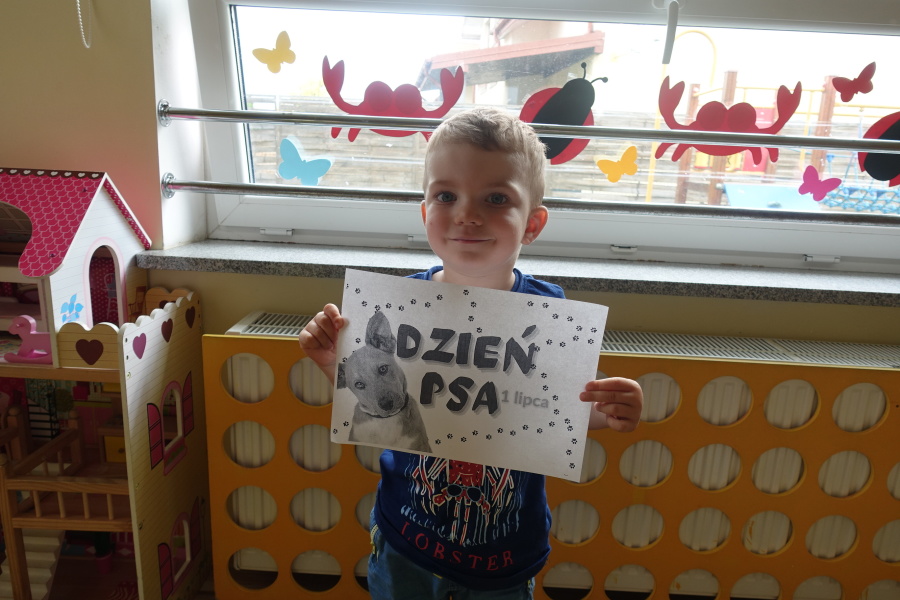 DZIEŃ
PSA 1 lipca
LOBSTER